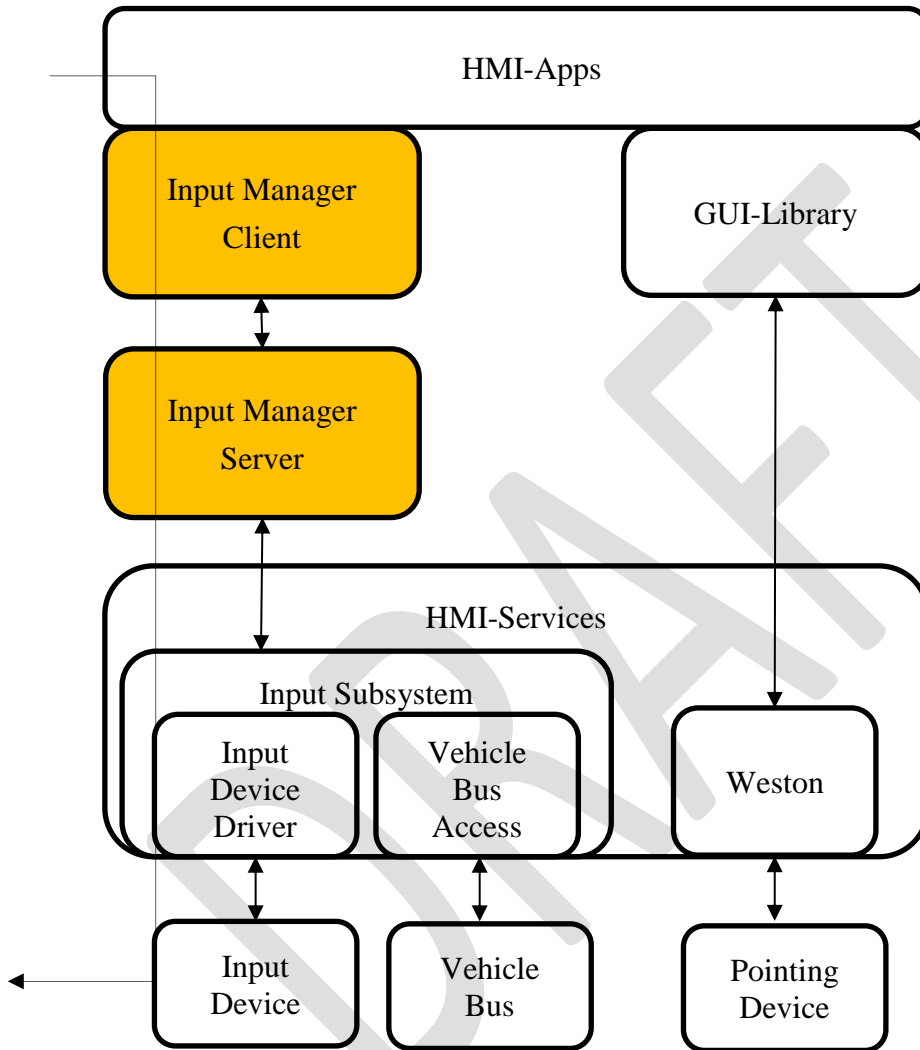 HMI-Apps
Input Manager
Client
GUI-Library
Input Manager
Server
HMI-Services
Input Subsystem
Input
Device
Driver
Vehicle
Bus
Access
Weston
Input
Device
Vehicle
Bus
Pointing
Device
DRAFT